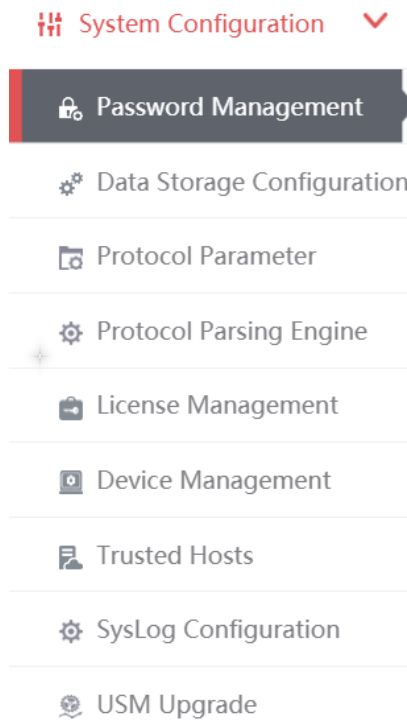 System Configuration
Password Management
Data Storage Configuration
Protocol Parameter
Protocol Parsing Engine
License Management
Device Management
Trusted Hosts
SysLog Configuration
USM Upgrade